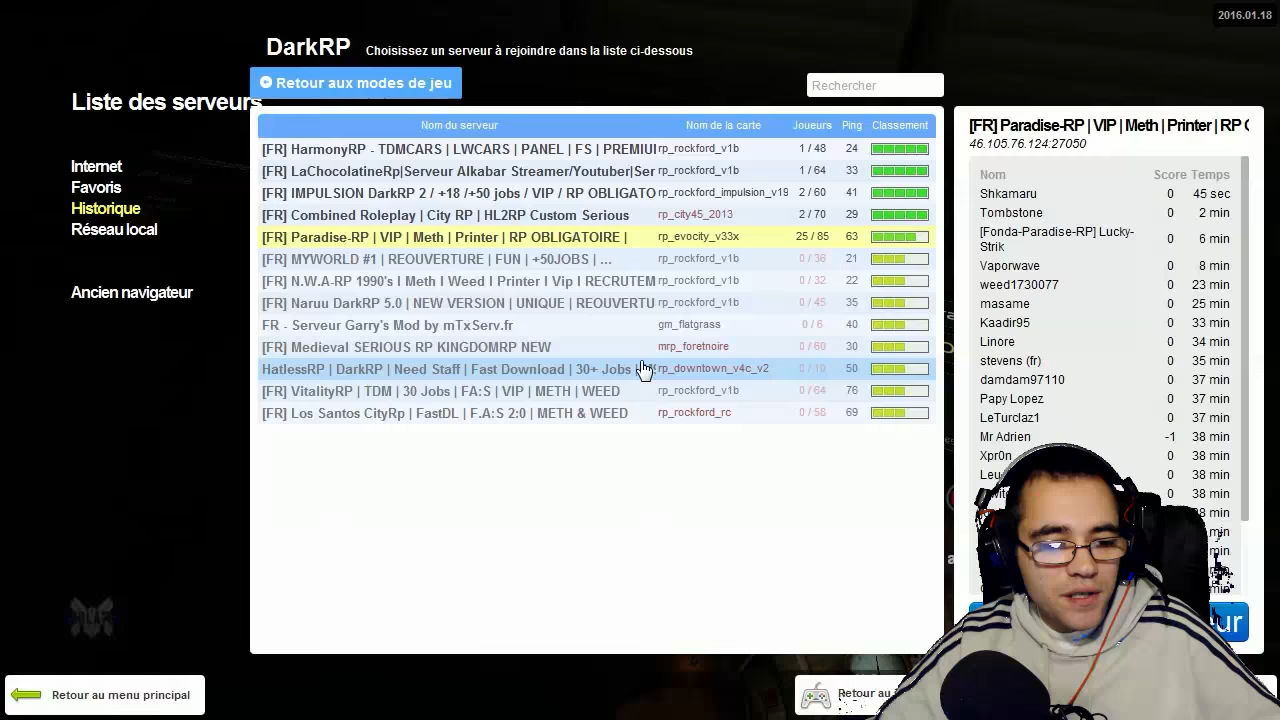 2016.01.18
DarkRP Choisissez un serveur à rejoindre dans la liste ci-dessous
Retour aux modes de jeu
Rechercher
Liste des serveurs
Internet
Favoris
Historique
Réseau local
Ancien navigateur
Nom du serveur Nom de la carte Joueurs Ping Classement
[FR] HarmonyRP - TDMCARS | LWCARS | PANEL | FS | PREMIUI rp_rockford_v1b 1 / 48 24
[FR] LaChocolatineRp|Serveur Alkabar Streamer/Youtuber|Ser rp_rockford_v1b 1 / 64 33
[FR] IMPULSION DarkRP 2 / +18 /+50 jobs / VIP / RP OBLIGATO rp_rockford_impulsion_v19 2 / 60 41
[FR] Combined Roleplay | City RP | HL2RP Custom Serious rp_city45_2013 2 / 70 29
[FR] Paradise-RP | VIP | Meth | Printer | RP OBLIGATOIRE | rp_evocity_v33x 25 / 85 63
[FR] MYWORLD #1 | REOUVERTURE | FUN | +50JOBS | ... rp_rockford_v1b 0 / 36 21
[FR] N.W.A-RP 1990's I Meth I Weed I Printer I Vip I RECRUTEM rp_rockford_v1b 0 / 32 22
[FR] Naruu DarkRP 5.0 | NEW VERSION | UNIQUE | REOUVERTU rp_rockford_v1b 0 / 45 35
FR - Serveur Garry's Mod by mTxServ.fr gm_flatgrass 0 / 6 40
[FR] Medieval SERIOUS RP KINGDOMRP NEW mrp_foretnoire 0 / 60 30
HatlessRP | DarkRP | Need Staff | Fast Download | 30+ Jobs rp_downtown_v4c_v2 0 / 10 50
[FR] VitalityRP | TDM | 30 Jobs | FA:S | VIP | METH | WEED rp_rockford_v1b 0 / 64 76
[FR] Los Santos CityRp | FastDL | F.A:S 2:0 | METH & WEED rp_rockford_rc 0 / 58 69
[FR] Paradise-RP | VIP | Meth | Printer | RP
46.105.76.124:27050
Nom Score Temps
Shkamaru 0 45 sec
Tombstone 0 2 min
[Fonda-Paradise-RP] Lucky-
Strik 0 6 min
Vaporwave 0 8 min
weed1730077 0 23 min
masame 0 25 min
Kaadir95 0 33 min
Linore 0 34 min
stevens (fr) 0 35 min
damdam97110 0 37 min
Papy Lopez 0 37 min
LeTurclaz1 0 37 min
Mr Adrien -1 38 min
Xpr0n 0 38 min
Leu 0 38 min
0 38 min
38 min
min
min
min
ur
Retour au menu principal
Retour au